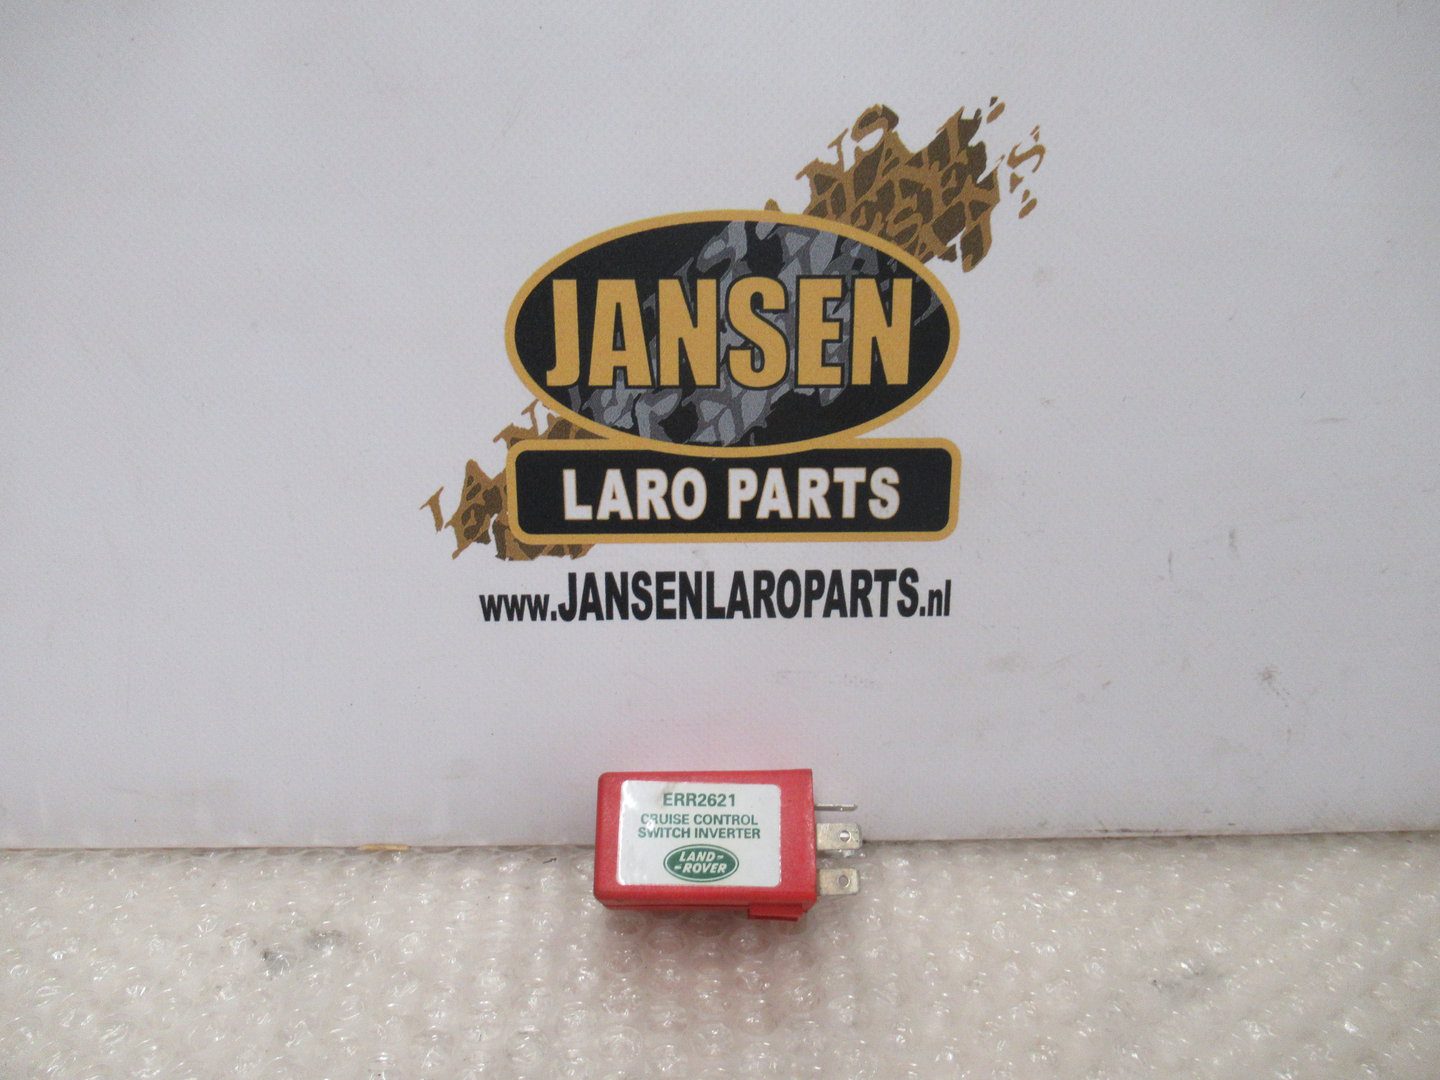 JANSEN
LARO PARTS
www.JANSENLAROPARTS.nl
ERR2621
CRUISE CONTROL
SWITCH INVERTER
LAND-
-ROVER